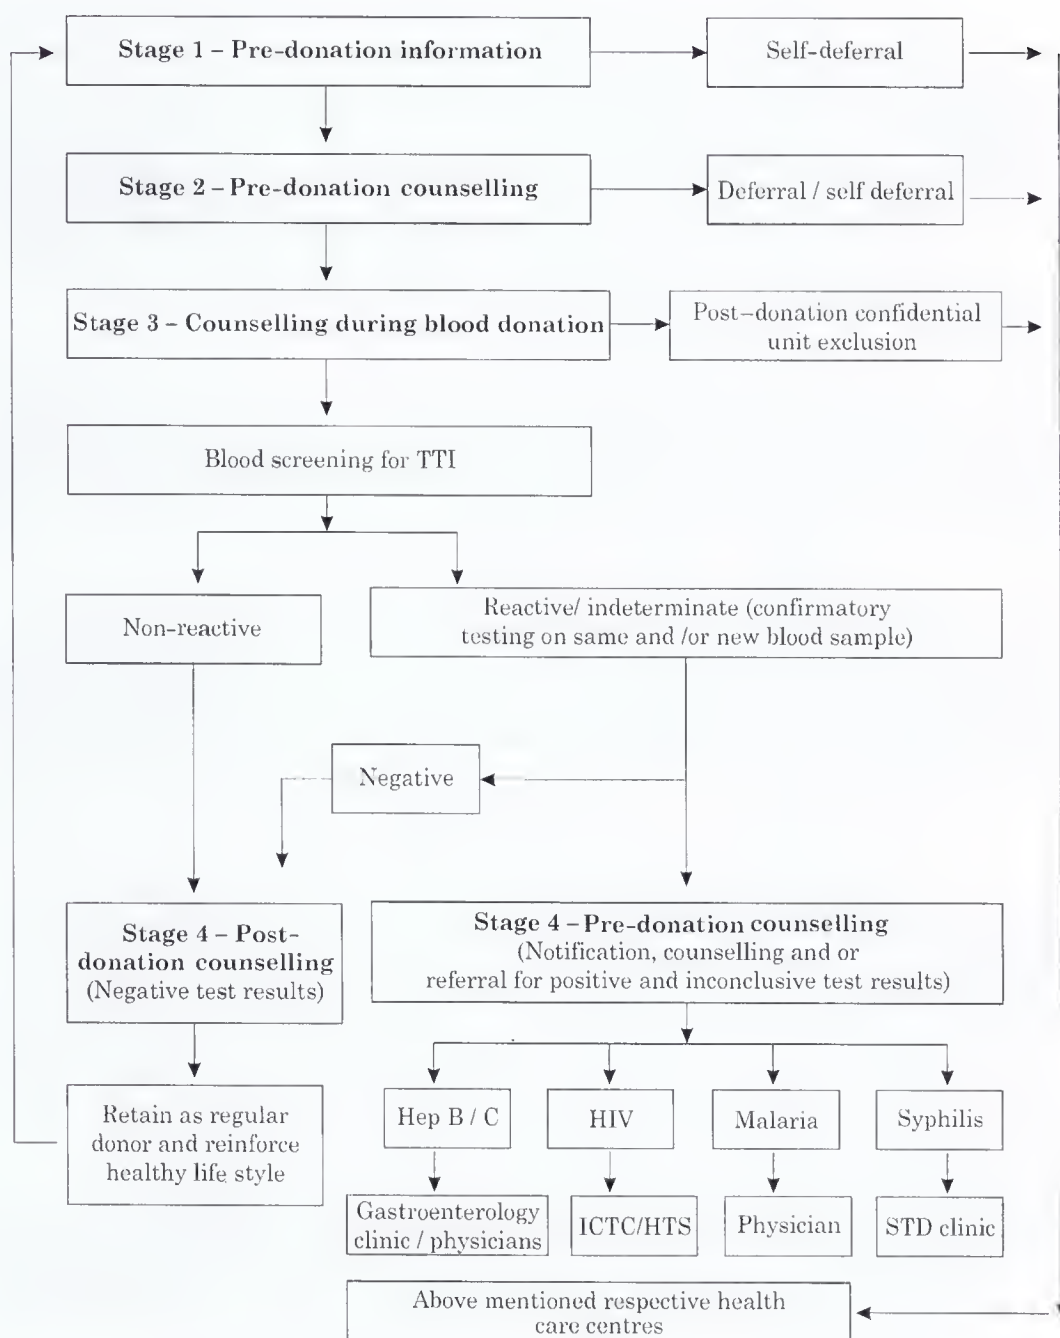 Stage 1 – Pre-donation information
Self-deferral
Stage 2 – Pre-donation counselling
Deferral / self deferral
Stage 3 – Counselling during blood donation
Post–donation confidential
unit exclusion
Blood screening for TTI
Non-reactive
Reactive/ indeterminate (confirmatory
testing on same and /or new blood sample)
Negative
Stage 4 – Post-
donation counselling
(Negative test results)
Stage 4 – Pre-donation counselling
(Notification, counselling and or
referral for positive and inconclusive test results)
Retain as regular
donor and reinforce
healthy life style
Hep B / C
HIV
Malaria
Syphilis
Gastroenterology
clinic / physicians
ICTC/HTS
Physician
STD clinic
Above mentioned respective health
care centres